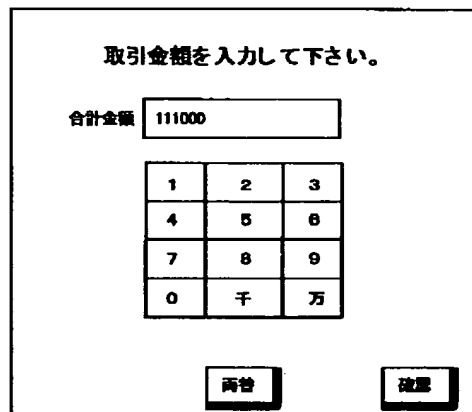 取引金額を入力して下さい。
合計金額 111000
1 2 3
4 5 6
7 8 9
0 千 万
両替 確認